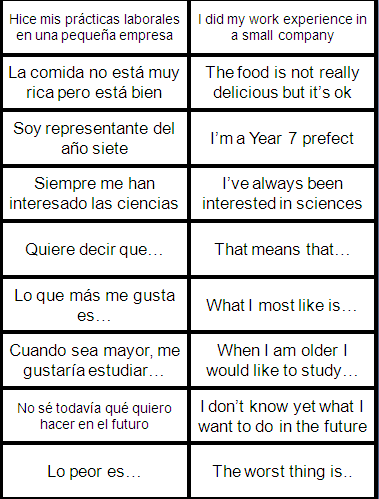 Hice mis prácticas laborales
en una pequeña empresa
I did my work experience in
a small company
La comida no está muy
rica pero está bien
The food is not really
delicious but it's ok
Soy representante del
año siete
I'm a Year 7 prefect
Siempre me han
interesado las ciencias
I've always been
interested in sciences
Quiere decir que…
That means that…
Lo que más me gusta
es…
What I most like is…
Cuando sea mayor, me
gustaría estudiar…
When I am older I
would like to study…
No sé todavía qué quiero
hacer en el futuro
I don't know yet what I
want to do in the future
Lo peor es…
The worst thing is..